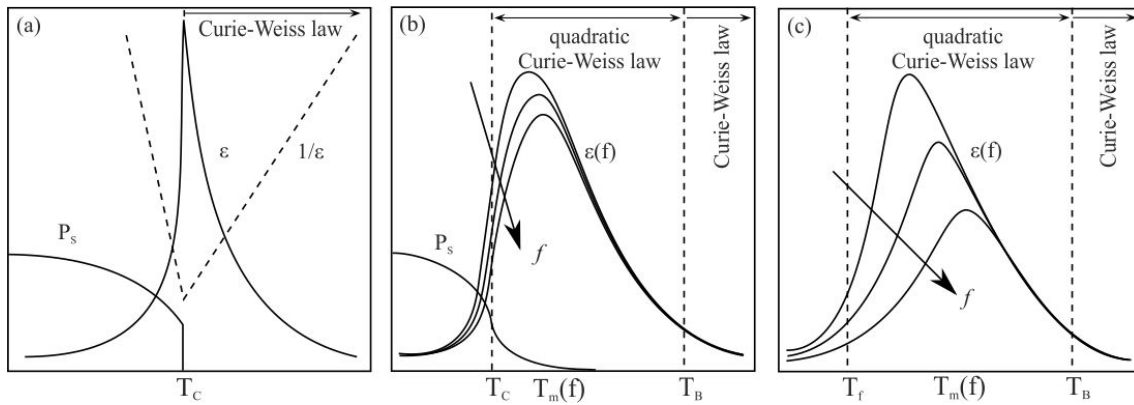 (a)
Curie-Weiss law
ε
1/ε
P_S
T_C
(b)
quadratic
Curie-Weiss law
Curie-Weiss law
ε(f)
P_S
f
T_C
T_m(f)
T_B
(c)
quadratic
Curie-Weiss law
Curie-Weiss law
ε(f)
f
T_f
T_m(f)
T_B